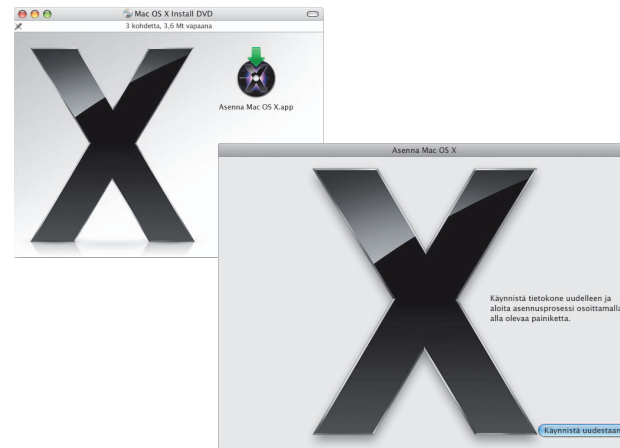 Mac OS X Install DVD
3 kohdetta, 3,6 Mt vapaana
Asenna Mac OS X.app
Asenna Mac OS X
Käynnistä tietokone uudelleen ja
aloita asennusprosessi osoittamalla
alla olevaa painiketta.
Käynnistä uudestaan